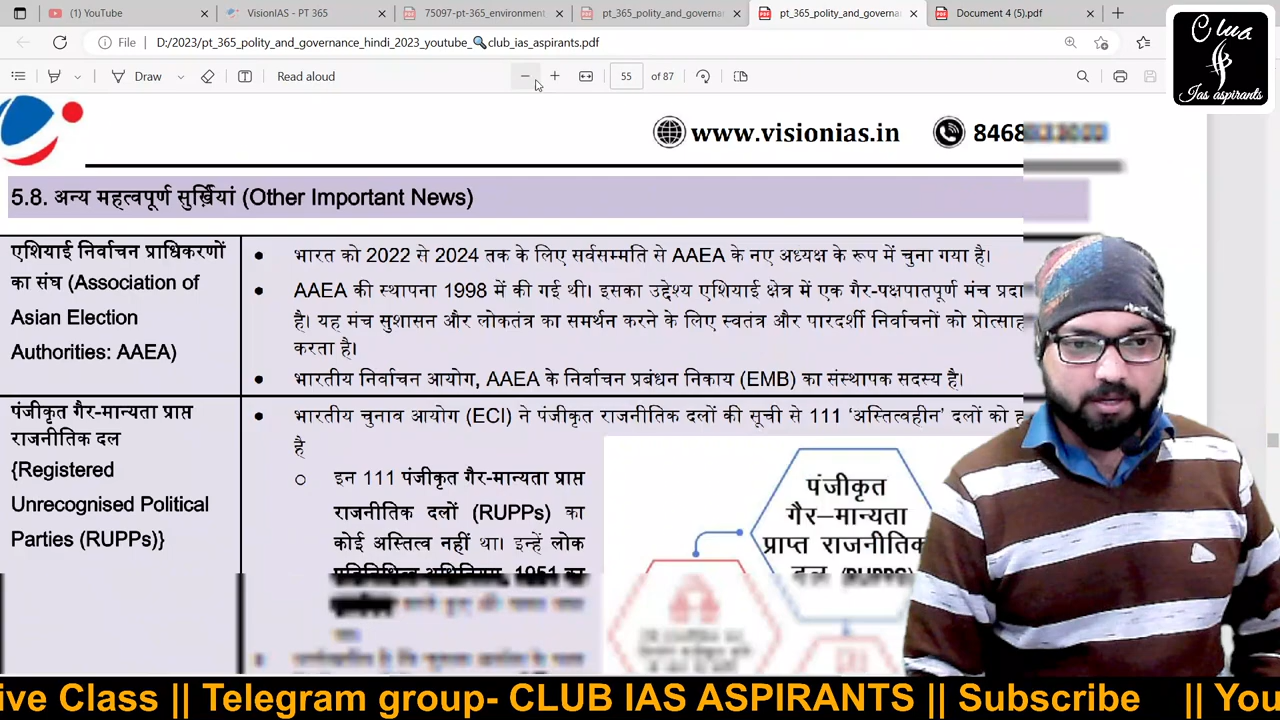 (1) YouTube
VisionIAS - PT 365
75097-pt-365_environment
pt_365_polity_and_governa
pt_365_polity_and_governa
Document 4 (5).pdf
File
D:/2023/pt_365_polity_and_governance_hindi_2023_youtube_🔍club_ias_aspirants.pdf
Draw
Read aloud
55
of 87
Clua
Ias aspirants
www.visionias.in
8468
5.8. अन्य महत्वपूर्ण सुर्ख़ियां (Other Important News)
एशियाई निर्वाचन प्राधिकरणों
का संघ (Association of
Asian Election
Authorities: AAEA)
भारत को 2022 से 2024 तक के लिए सर्वसम्मति से AAEA के नए अध्यक्ष के रूप में चुना गया है।
AAEA की स्थापना 1998 में की गई थी। इसका उद्देश्य एशियाई क्षेत्र में एक गैर-पक्षपातपूर्ण मंच प्रदा
है। यह मंच सुशासन और लोकतंत्र का समर्थन करने के लिए स्वतंत्र और पारदर्शी निर्वाचनों को प्रोत्साह
करता है।
भारतीय निर्वाचन आयोग, AAEA के निर्वाचन प्रबंधन निकाय (EMB) का संस्थापक सदस्य है।
पंजीकृत गैर-मान्यता प्राप्त
राजनीतिक दल
{Registered
Unrecognised Political
Parties (RUPPs)}
भारतीय चुनाव आयोग (ECI) ने पंजीकृत राजनीतिक दलों की सूची से 111 ‘अस्तित्वहीन’ दलों को ह
है
इन 111 पंजीकृत गैर-मान्यता प्राप्त
राजनीतिक दलों (RUPPs) का
कोई अस्तित्व नहीं था। इन्हें लोक
पंजीकृत
गैर–मान्यता
प्राप्त राजनीतिक
दल (RUPPS)
ive Class || Telegram group- CLUB IAS ASPIRANTS || Subscribe || You